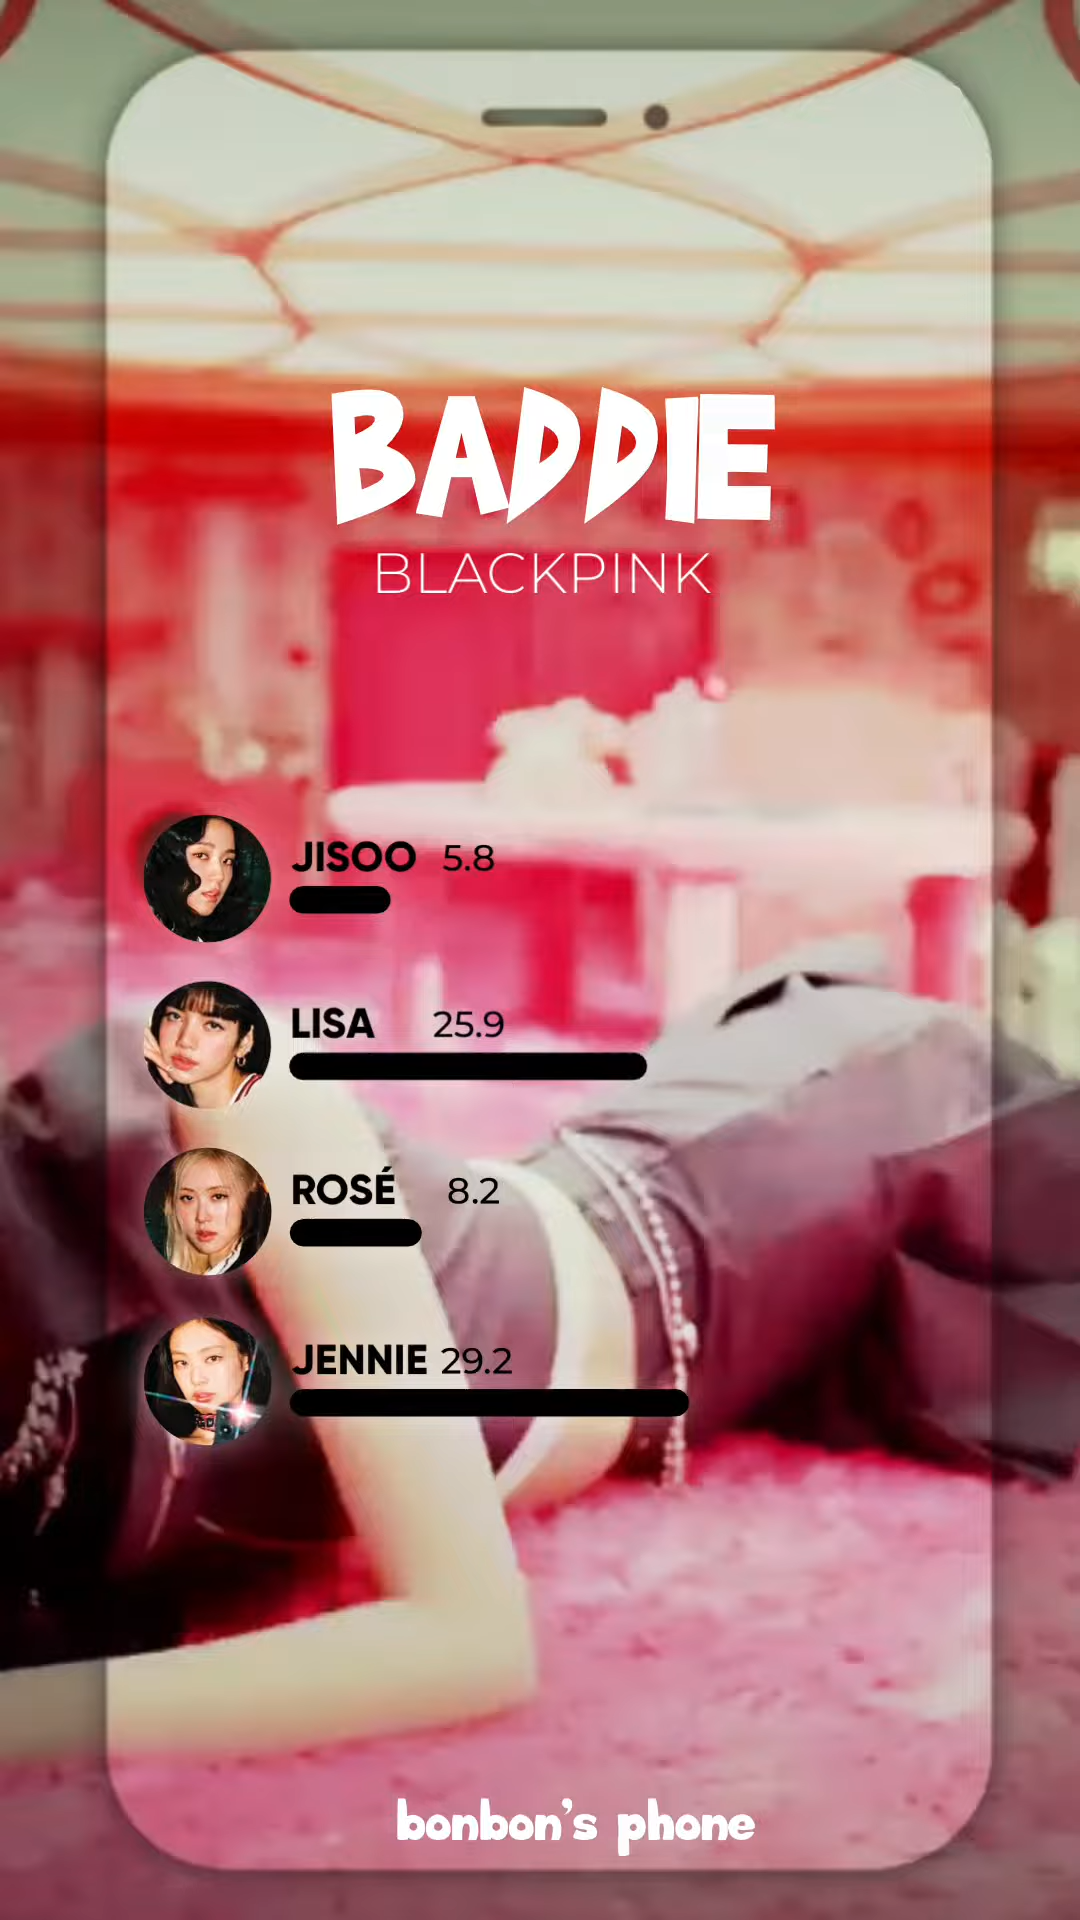 BADDIE
BLACKPINK
JISOO 5.8
LISA 25.9
ROSÉ 8.2
JENNIE 29.2
bonbon's phone